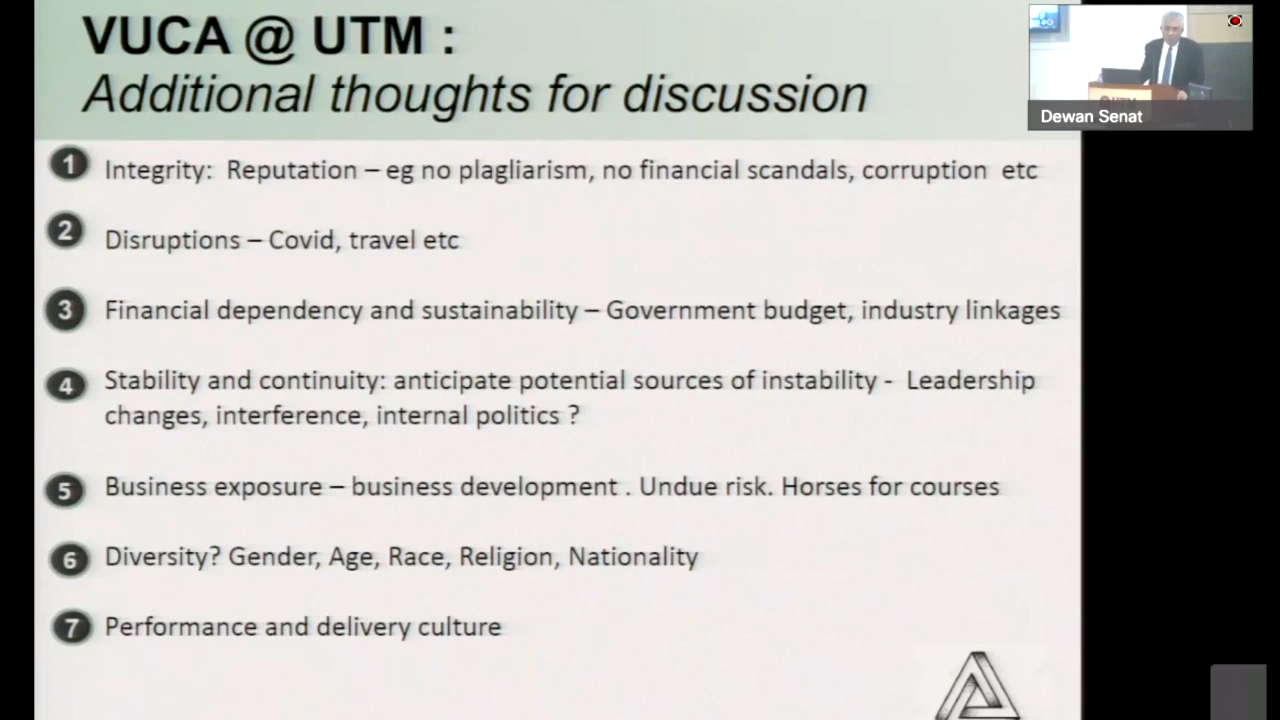 VUCA @ UTM :
Additional thoughts for discussion
Dewan Senat
UTM
1 Integrity: Reputation – eg no plagliarism, no financial scandals, corruption etc
2 Disruptions – Covid, travel etc
3 Financial dependency and sustainability – Government budget, industry linkages
4 Stability and continuity: anticipate potential sources of instability - Leadership
changes, interference, internal politics ?
5 Business exposure – business development . Undue risk. Horses for courses
6 Diversity? Gender, Age, Race, Religion, Nationality
7 Performance and delivery culture